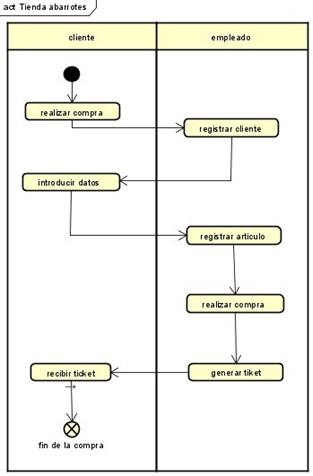 act Tienda abarrotes
cliente
empleado
realizar compra
registrar cliente
introducir datos
registrar articulo
realizar compra
recibir ticket
generar tiket
fin de la compra